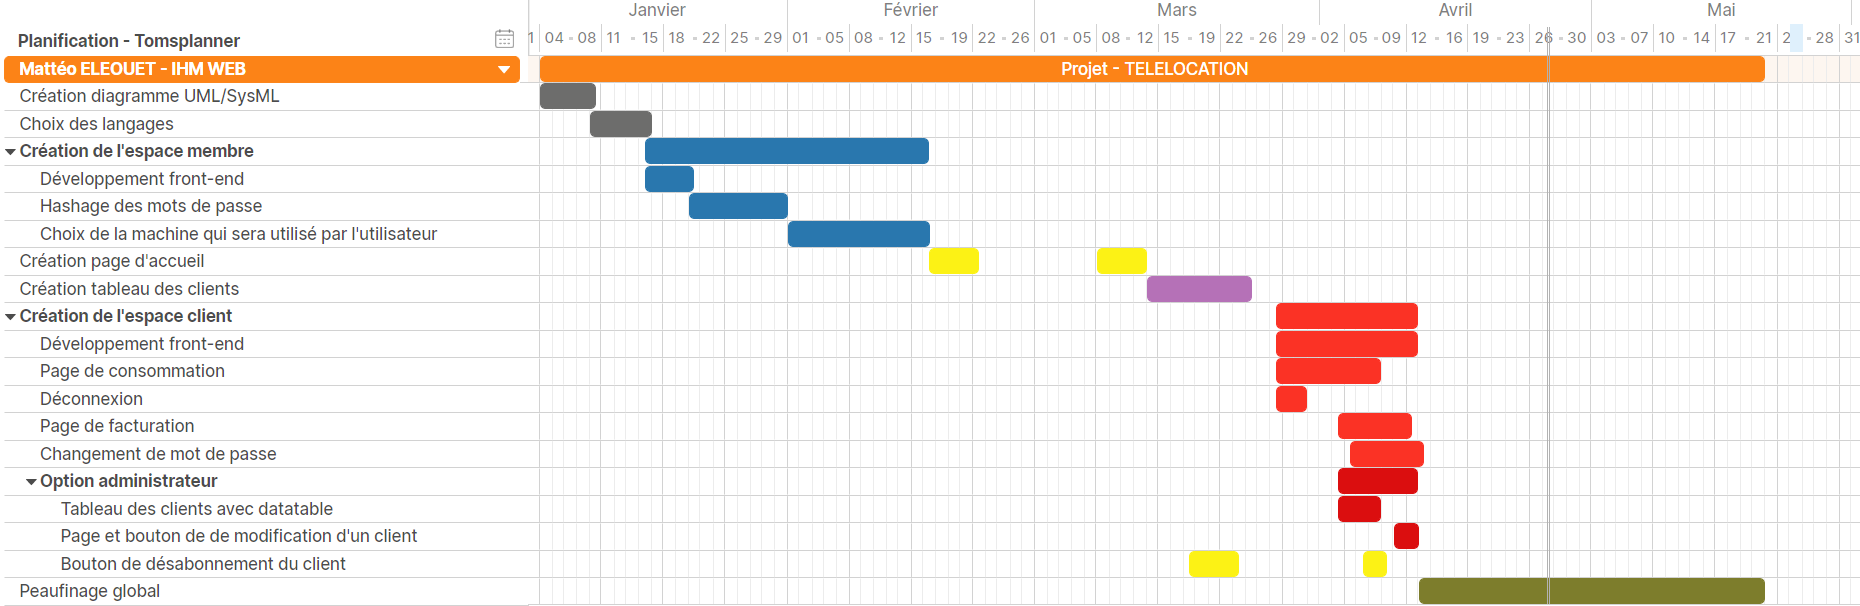 Janvier Février Mars Avril Mai
Planification - Tomsplanner
1 04 - 08 11 - 15 18 - 22 25 - 29 01 - 05 08 - 12 15 - 19 22 - 26 01 - 05 08 - 12 15 - 19 22 - 26 29 - 02 05 - 09 12 - 16 19 - 23 26 - 30 03 - 07 10 - 14 17 - 21 2 - 28 31
Mattéo ELEOUET - IHM WEB
Projet - TELELOCATION
Création diagramme UML/SysML
Choix des langages
Création de l'espace membre
Développement front-end
Hashage des mots de passe
Choix de la machine qui sera utilisé par l'utilisateur
Création page d'accueil
Création tableau des clients
Création de l'espace client
Développement front-end
Page de consommation
Déconnexion
Page de facturation
Changement de mot de passe
Option administrateur
Tableau des clients avec datatable
Page et bouton de de modification d'un client
Bouton de désabonnement du client
Peaufinage global